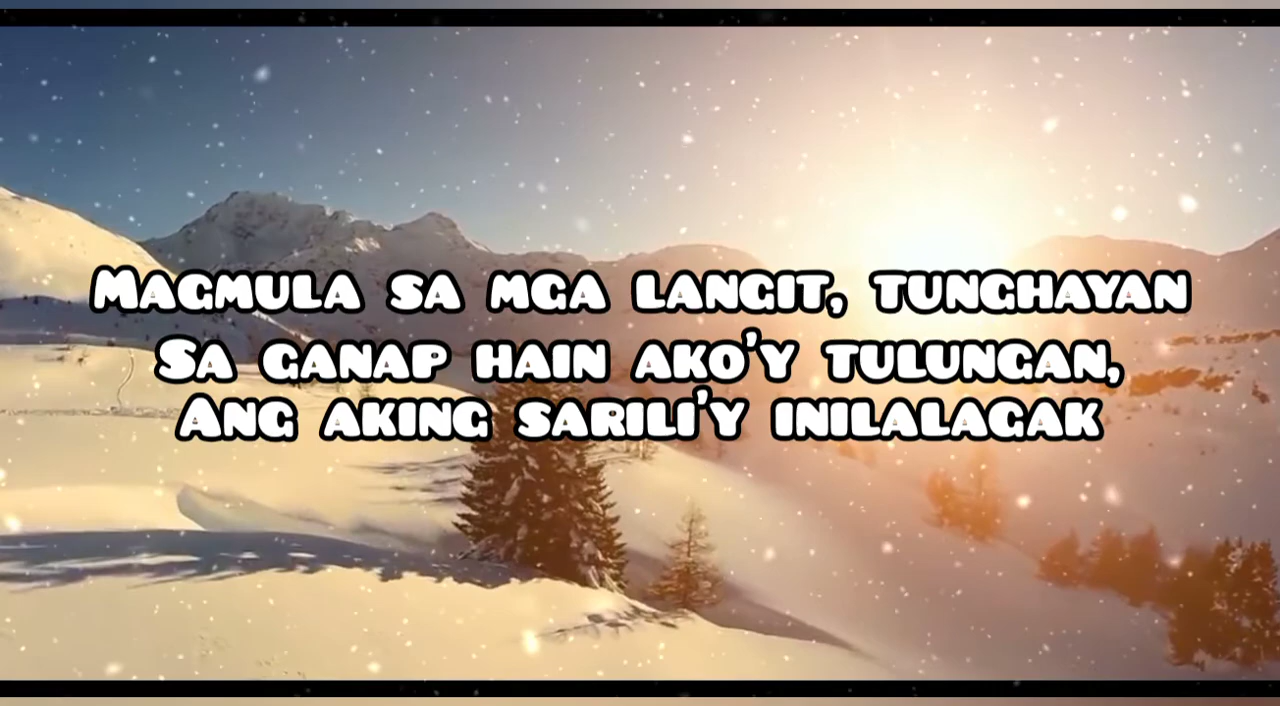 Magmula sa mga langit, tunghayan
Sa ganap hain ako'y tulungan,
Ang aking sarili'y inilalagak